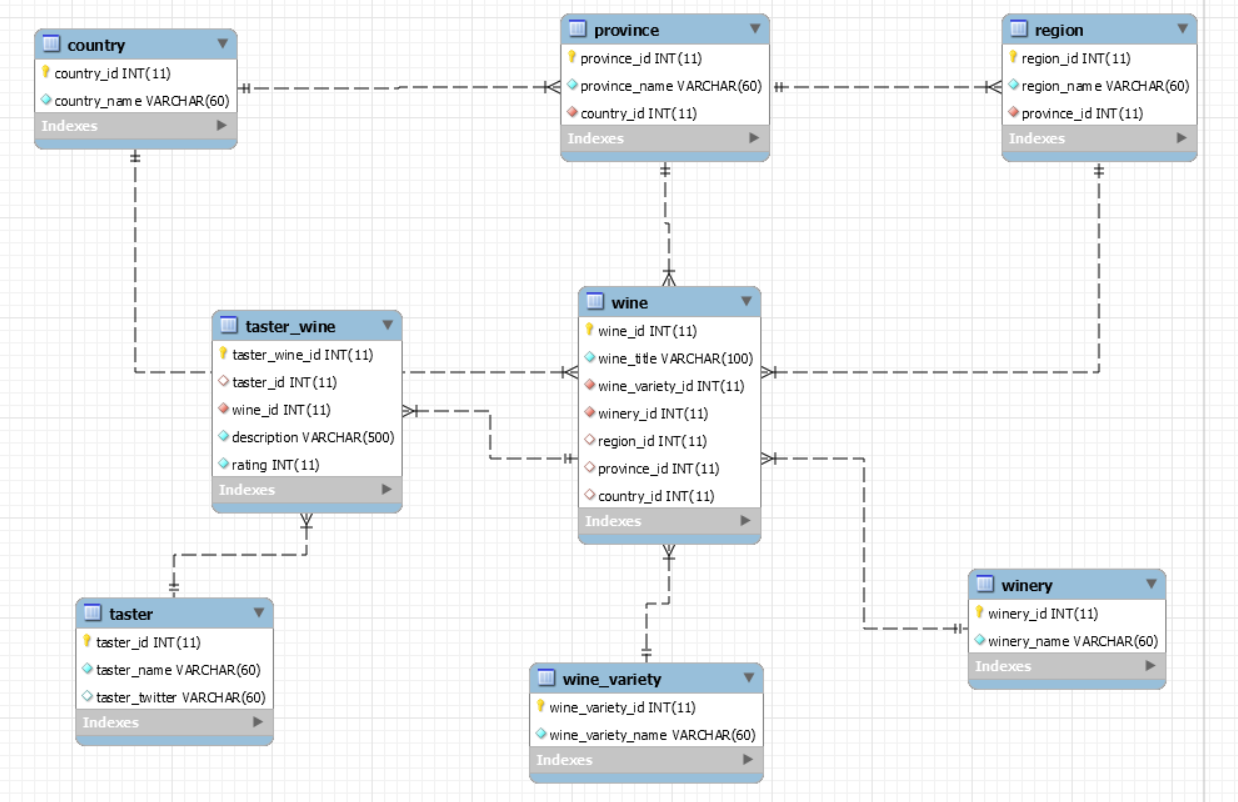 country
country_id INT(11)
country_name VARCHAR(60)
Indexes
province
province_id INT(11)
province_name VARCHAR(60)
country_id INT(11)
Indexes
region
region_id INT(11)
region_name VARCHAR(60)
province_id INT(11)
Indexes
taster_wine
taster_wine_id INT(11)
taster_id INT(11)
wine_id INT(11)
description VARCHAR(500)
rating INT(11)
Indexes
wine
wine_id INT(11)
wine_title VARCHAR(100)
wine_variety_id INT(11)
winery_id INT(11)
region_id INT(11)
province_id INT(11)
country_id INT(11)
Indexes
taster
taster_id INT(11)
taster_name VARCHAR(60)
taster_twitter VARCHAR(60)
Indexes
wine_variety
wine_variety_id INT(11)
wine_variety_name VARCHAR(60)
Indexes
winery
winery_id INT(11)
winery_name VARCHAR(60)
Indexes